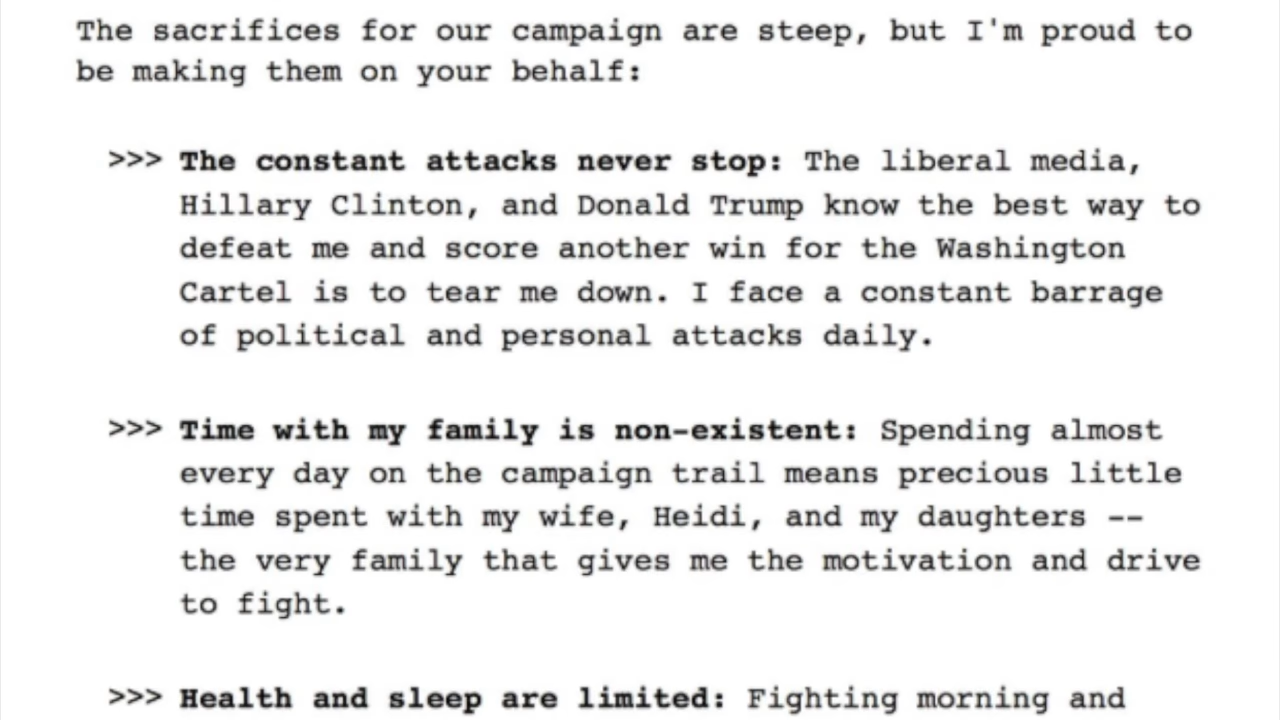 The sacrifices for our campaign are steep, but I'm proud to
be making them on your behalf:
>>> The constant attacks never stop: The liberal media,
Hillary Clinton, and Donald Trump know the best way to
defeat me and score another win for the Washington
Cartel is to tear me down. I face a constant barrage
of political and personal attacks daily.
>>> Time with my family is non-existent: Spending almost
every day on the campaign trail means precious little
time spent with my wife, Heidi, and my daughters --
the very family that gives me the motivation and drive
to fight.
>>> Health and sleep are limited: Fighting morning and